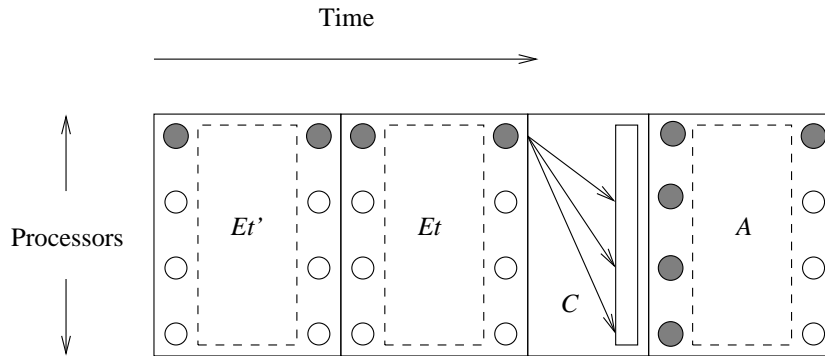 Time
Processors
Et’
Et
C
A